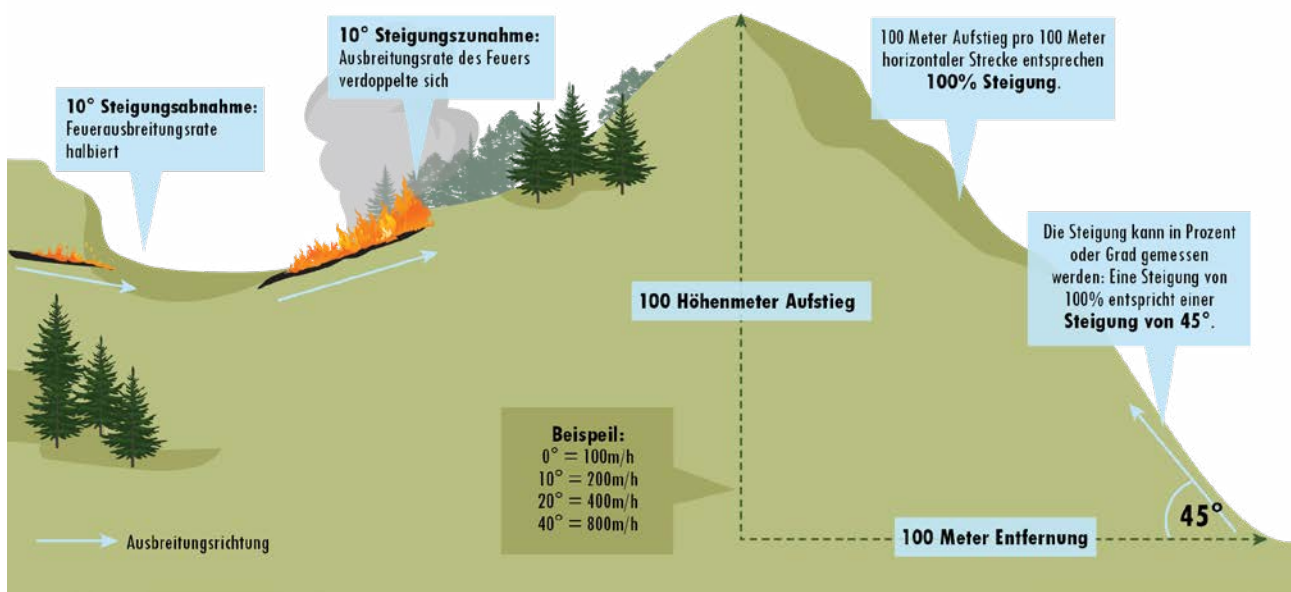 10° Steigungsabnahme:
Feuerausbreitungsrate
halbiert
10° Steigungszunahme:
Ausbreitungsrate des Feuers
verdoppelte sich
100 Meter Aufstieg pro 100 Meter
horizontaler Strecke entsprechen
100% Steigung.
Die Steigung kann in Prozent
oder Grad gemessen
werden: Eine Steigung von
100% entspricht einer
Steigung von 45°.
100 Höhenmeter Aufstieg
Beispeil:
0° = 100m/h
10° = 200m/h
20° = 400m/h
40° = 800m/h
45°
100 Meter Entfernung
Ausbreitungsrichtung